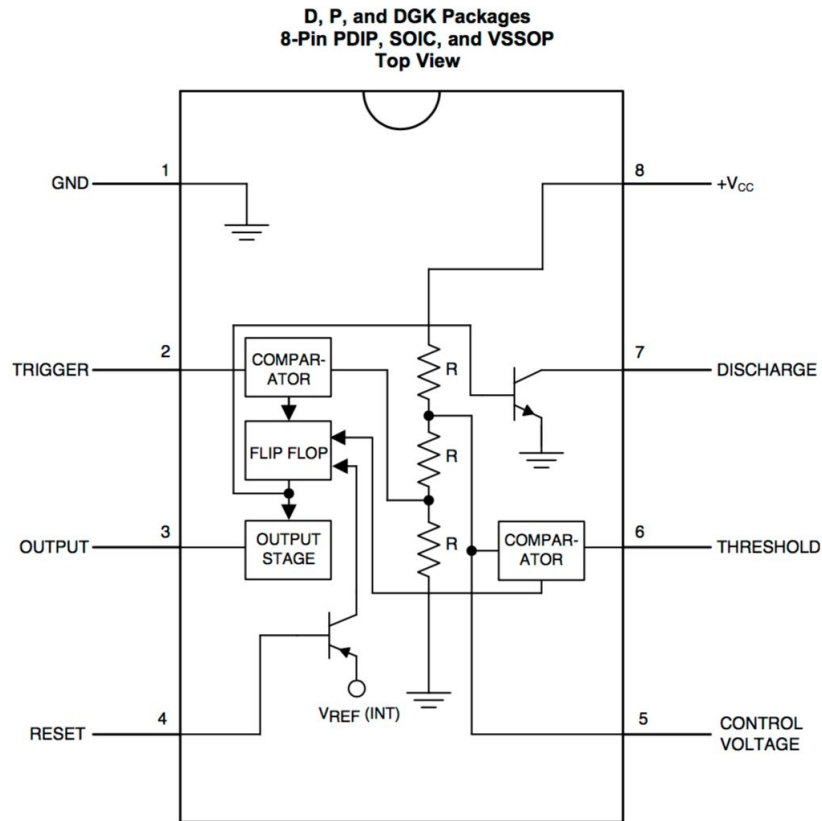 D, P, and DGK Packages
8-Pin PDIP, SOIC, and VSSOP
Top View
GND
1
8
+VCC
TRIGGER
2
COMPAR-
ATOR
R
7
DISCHARGE
FLIP FLOP
R
OUTPUT
3
OUTPUT
STAGE
R
COMPAR-
ATOR
6
THRESHOLD
VREF (INT)
RESET
4
5
CONTROL
VOLTAGE